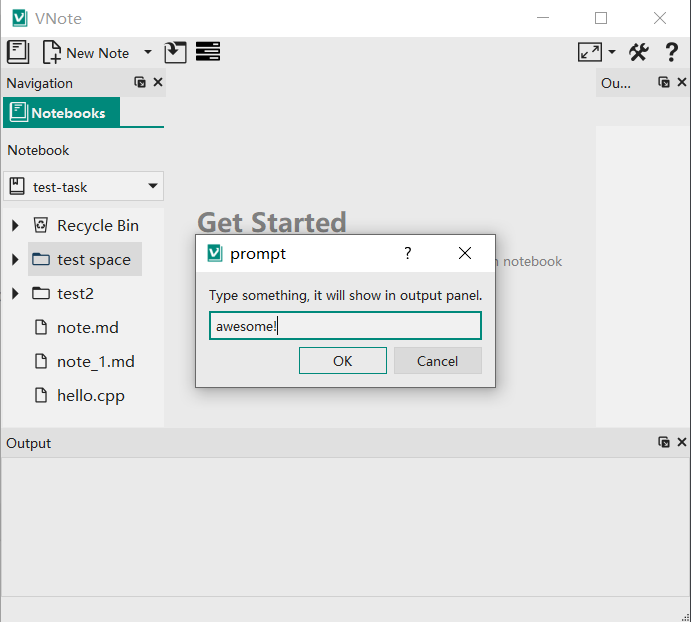 VNote
New Note
Navigation
Ou...
Notebooks
Notebook
test-task
Recycle Bin
test space
test2
note.md
note_1.md
hello.cpp
Get Started
notebook
prompt
?
Type something, it will show in output panel.
awesome!
OK
Cancel
Output